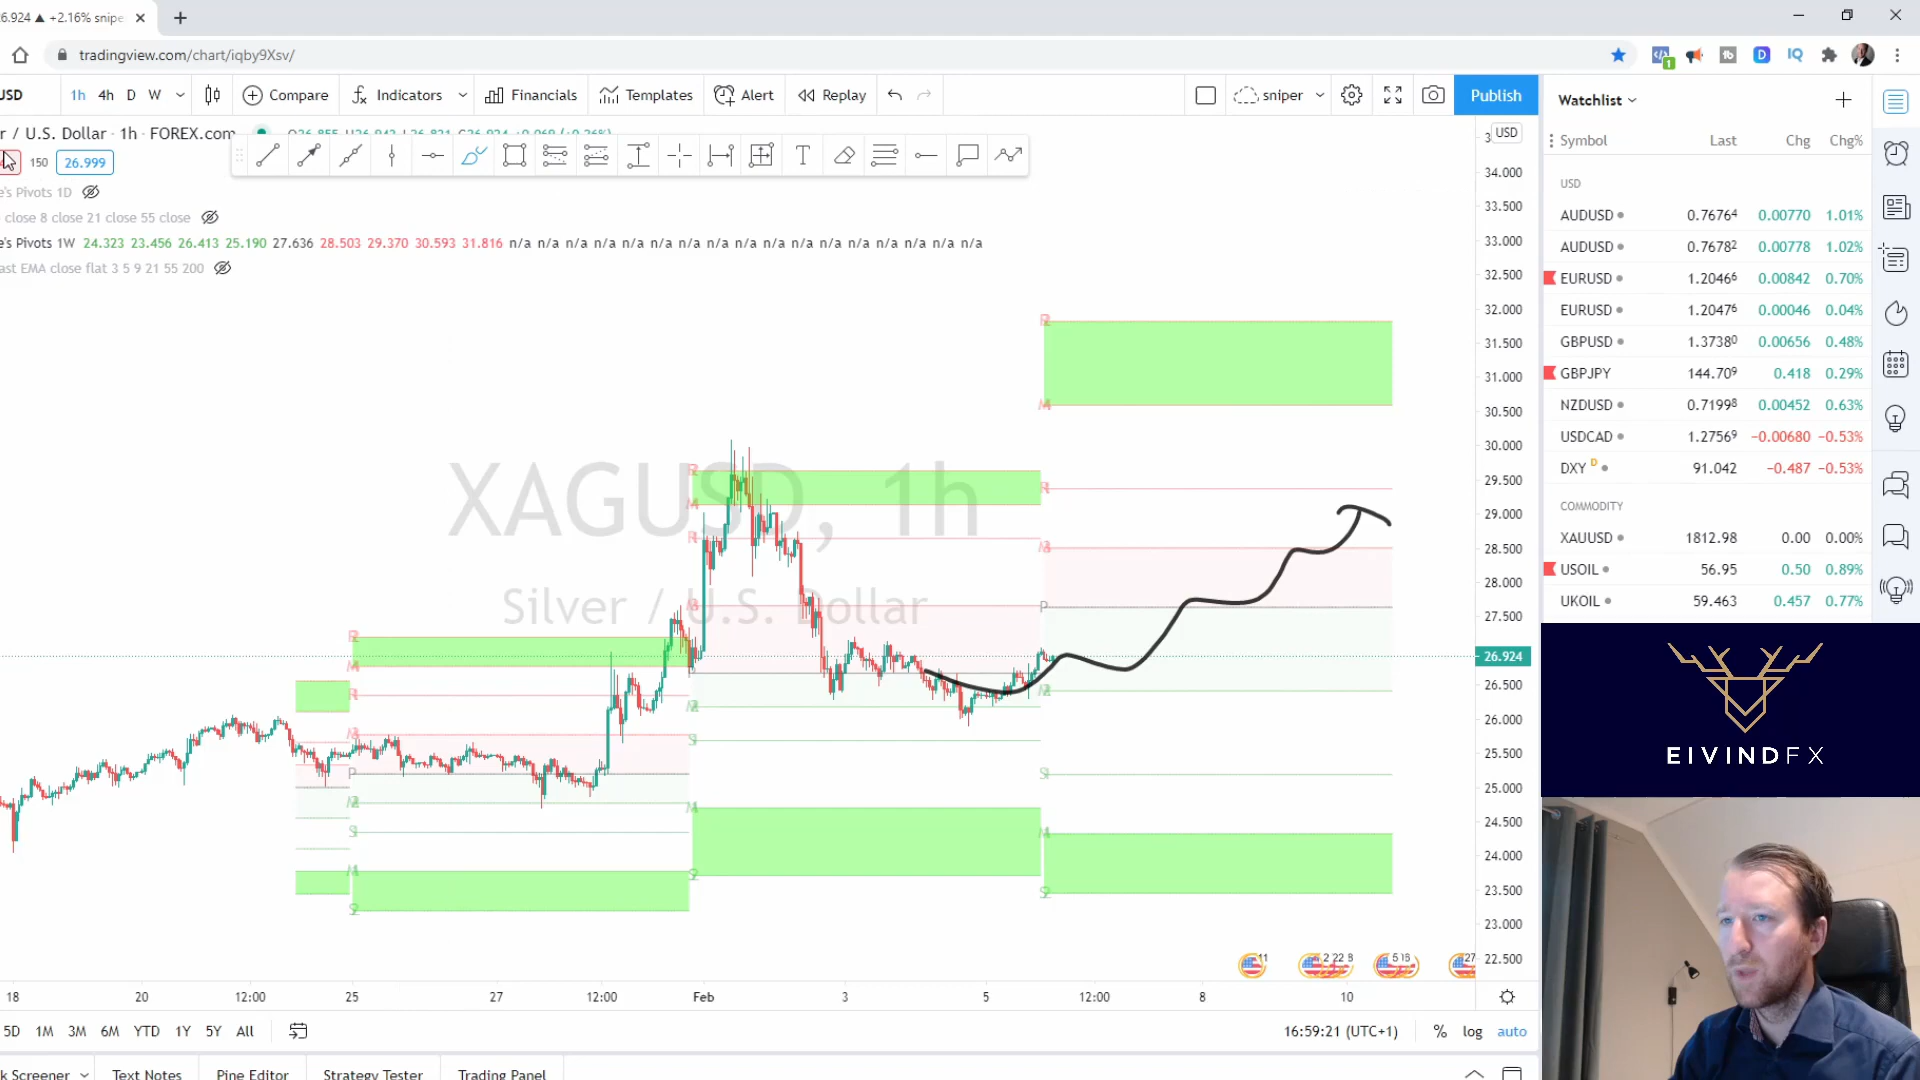 6.924 ▲ +2.16% snipe
tradingview.com/chart/iqby9Xsv/
USD 1h 4h D W Compare Indicators Financials Templates Alert Replay sniper Publish
r / U.S. Dollar · 1h · FOREX.com
150 26.999
e's Pivots 1D
close 8 close 21 close 55 close
e's Pivots 1W 24.323 23.456 26.413 25.190 27.636 28.503 29.370 30.593 31.816 n/a n/a n/a n/a n/a n/a n/a n/a n/a n/a n/a n/a n/a n/a n/a n/a n/a
ast EMA close flat 3 5 9 21 55 200
XAGUSD, 1h
Silver / U.S. Dollar
USD
34.000
33.500
33.000
32.500
32.000
31.500
31.000
30.500
30.000
29.500
29.000
28.500
28.000
27.500
26.924
26.500
26.000
25.500
25.000
24.500
24.000
23.500
23.000
22.500
18 20 12:00 25 27 12:00 Feb 3 5 12:00 8 10
5D 1M 3M 6M YTD 1Y 5Y All
16:59:21 (UTC+1) % log auto
k Screener Text Notes Pine Editor Strategy Tester Trading Panel
Watchlist
Symbol Last Chg Chg%
USD
AUDUSD 0.76764 0.00770 1.01%
AUDUSD 0.76782 0.00778 1.02%
EURUSD 1.20466 0.00842 0.70%
EURUSD 1.20476 0.00046 0.04%
GBPUSD 1.37380 0.00656 0.48%
GBPJPY 144.709 0.418 0.29%
NZDUSD 0.71998 0.00452 0.63%
USDCAD 1.27569 −0.00680 −0.53%
DXY D 91.042 −0.487 −0.53%
COMMODITY
XAUUSD 1812.98 0.00 0.00%
USOIL 56.95 0.50 0.89%
UKOIL 59.463 0.457 0.77%
EIVINDFX